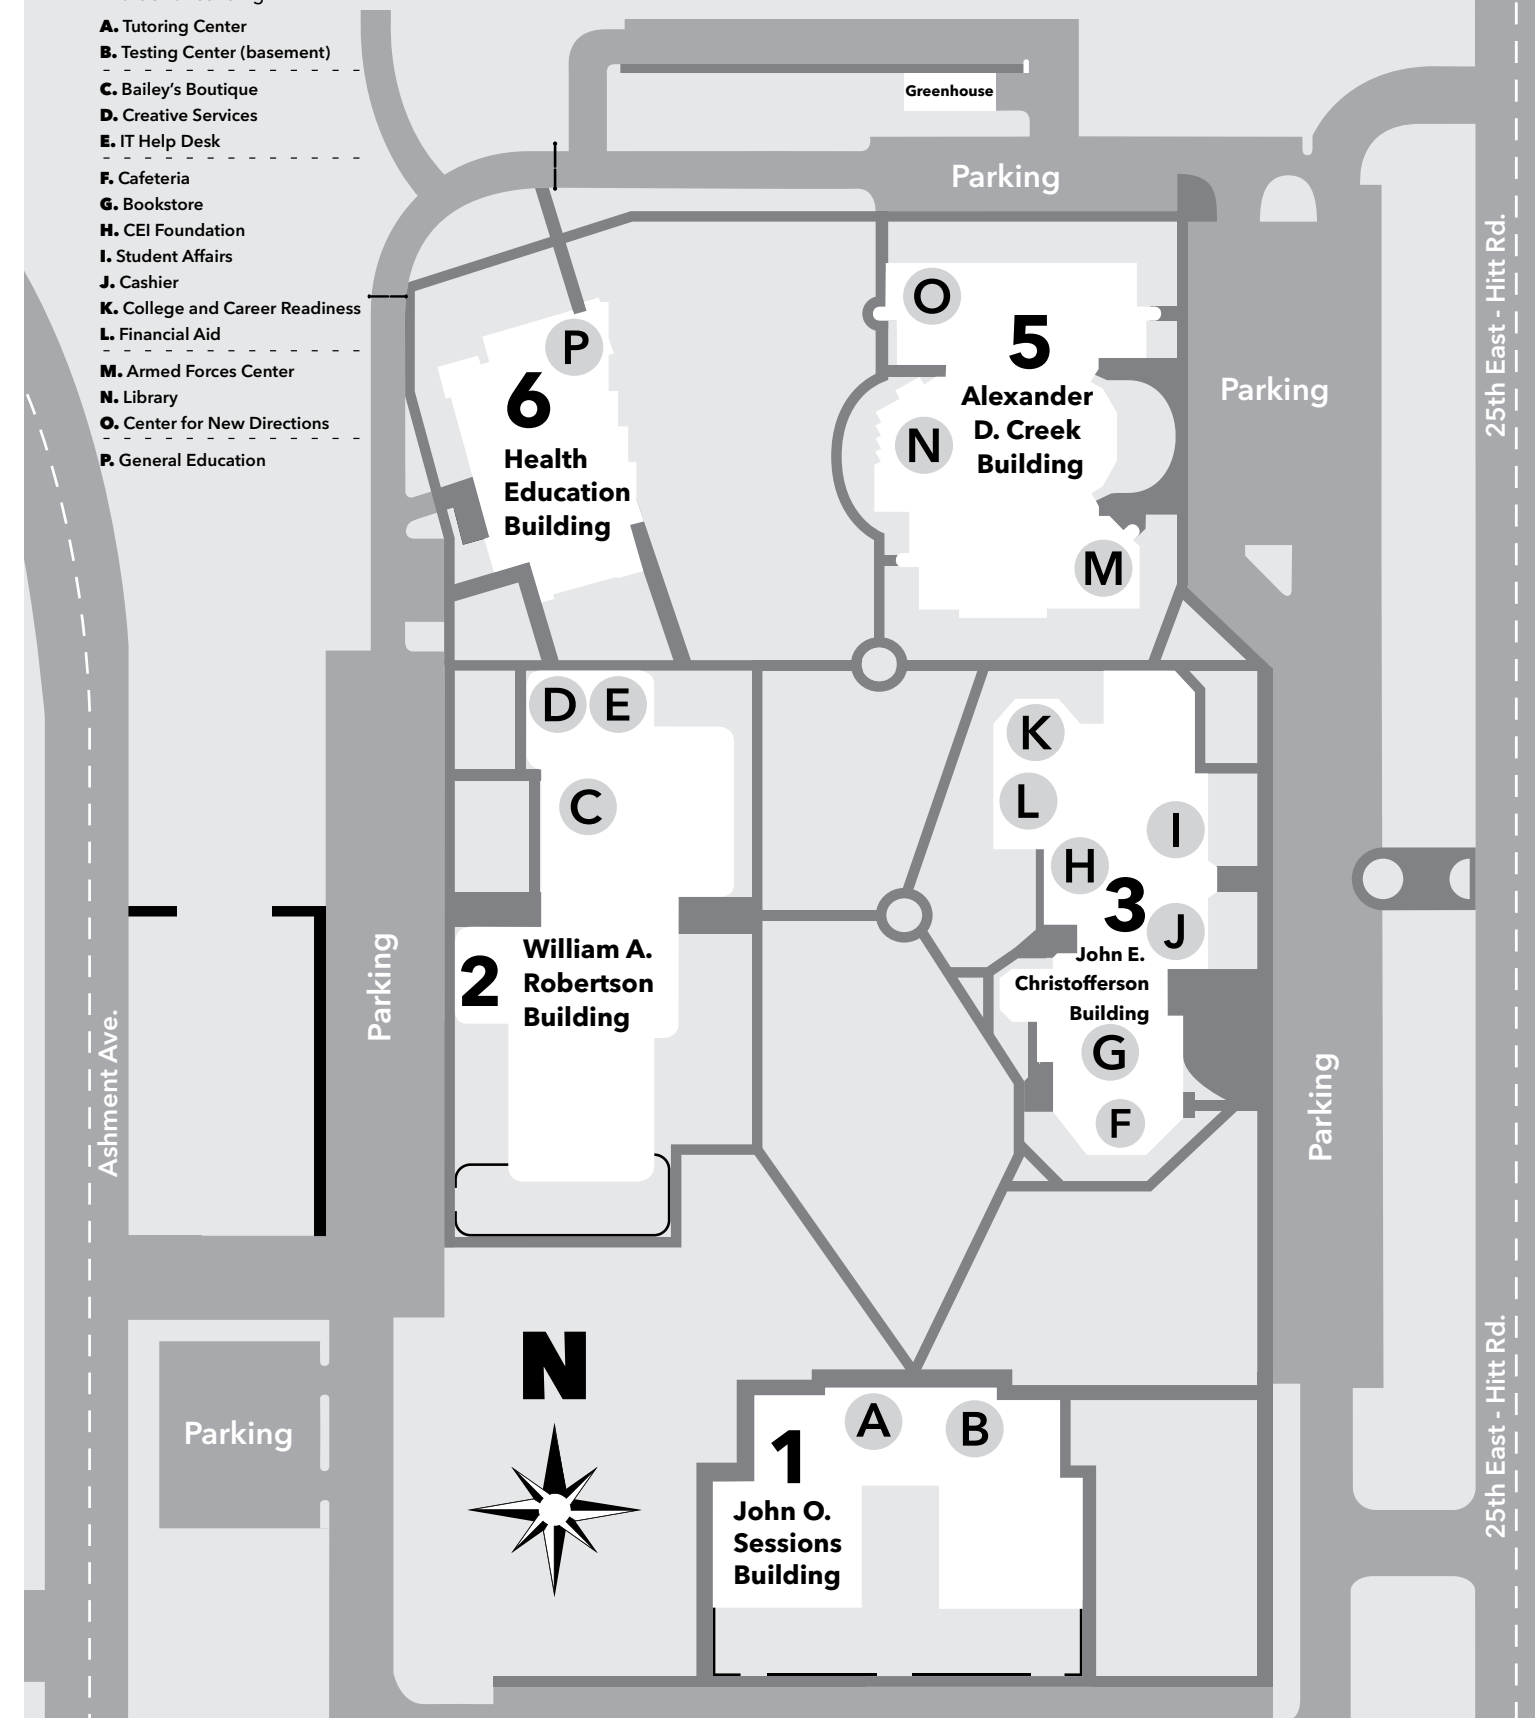 A. Tutoring Center
B. Testing Center (basement)
C. Bailey's Boutique
D. Creative Services
E. IT Help Desk
F. Cafeteria
G. Bookstore
H. CEI Foundation
I. Student Affairs
J. Cashier
K. College and Career Readiness
L. Financial Aid
M. Armed Forces Center
N. Library
O. Center for New Directions
P. General Education
Greenhouse
Parking
25th East - Hitt Rd.
O
5
Alexander
D. Creek
Building
N
M
Parking
P
6
Health
Education
Building
D E
C
2
William A.
Robertson
Building
K
L
I
H
3
J
John E.
Christofferson
Building
G
F
Parking
Ashment Ave.
Parking
N
Parking
A
B
1
John O.
Sessions
Building
25th East - Hitt Rd.